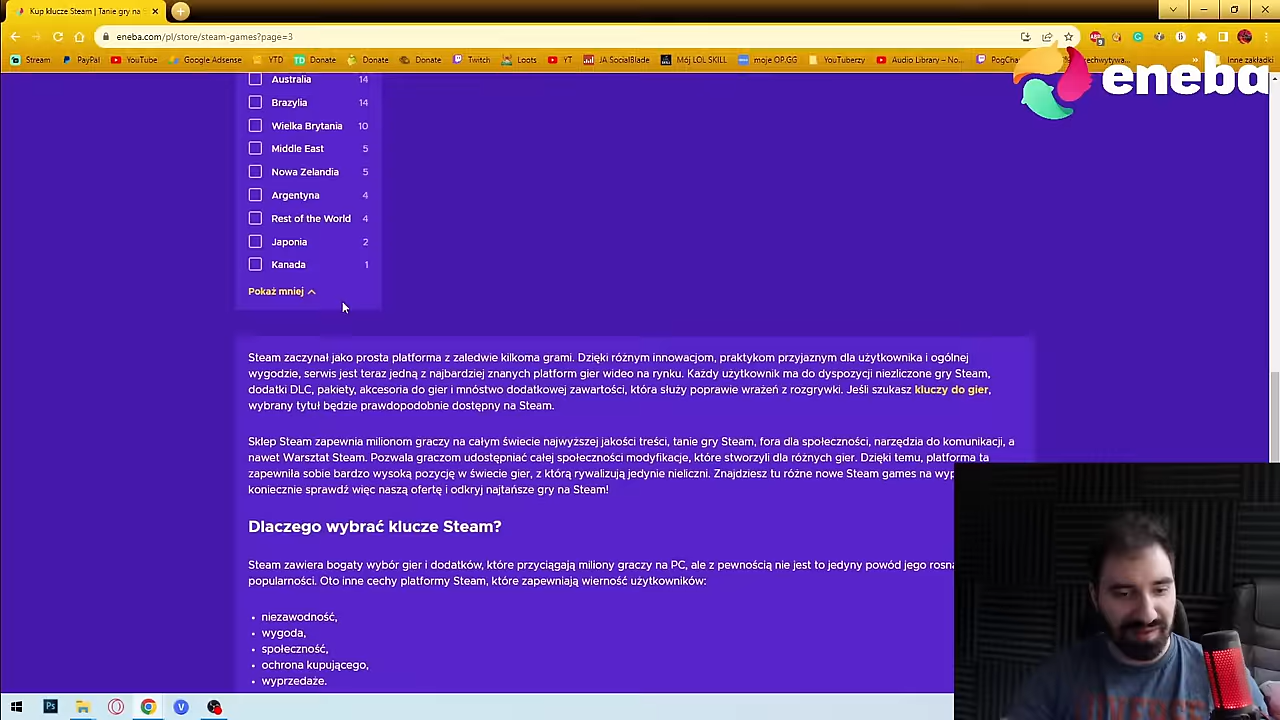 Kup klucze Steam | Tanie gry na S
eneba.com/pl/store/steam-games?page=3
Stream PayPal YouTube Google Adsense YTD Donate Donate Donate Twitch Loots JA SocialBlade Mój LOL SKILL YT moje OP.GG YouTuberzy Audio Library – No... Inne zakładki
eneba
Australia 14
Brazylia 14
Wielka Brytania 10
Middle East 5
Nowa Zelandia 5
Argentyna 4
Rest of the World 4
Japonia 2
Kanada 1
Pokaż mniej
Steam zaczynał jako prosta platforma z zaledwie kilkoma grami. Dzięki różnym innowacjom, praktykom przyjaznym dla użytkownika i ogólnej
wygodzie, serwis jest teraz jedną z najbardziej znanych platform gier wideo na rynku. Każdy użytkownik ma do dyspozycji niezliczone gry Steam,
dodatki DLC, pakiety, akcesoria do gier i mnóstwo dodatkowej zawartości, która służy poprawie wrażeń z rozgrywki. Jeśli szukasz kluczy do gier,
wybrany tytuł będzie prawdopodobnie dostępny na Steam.
Sklep Steam zapewnia milionom graczy na całym świecie najwyższej jakości treści, tanie gry Steam, fora dla społeczności, narzędzia do komunikacji, a
nawet Warsztat Steam. Pozwala graczom udostępniać całej społeczności modyfikacje, które stworzyli dla różnych gier. Dzięki temu, platforma ta
zapewniła sobie bardzo wysoką pozycję w świecie gier, z którą rywalizują jedynie nieliczni. Znajdziesz tu różne nowe Steam games na wyp
koniecznie sprawdź więc naszą ofertę i odkryj najtańsze gry na Steam!
Dlaczego wybrać klucze Steam?
Steam zawiera bogaty wybór gier i dodatków, które przyciągają miliony graczy na PC, ale z pewnością nie jest to jedyny powód jego rosną
popularności. Oto inne cechy platformy Steam, które zapewniają wierność użytkowników:
• niezawodność,
• wygoda,
• społeczność,
• ochrona kupującego,
• wyprzedaże.